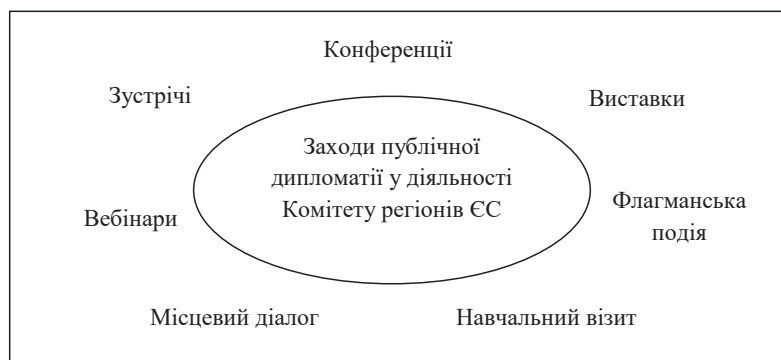 Конференції
Зустрічі
Виставки
Заходи публічної
дипломатії у діяльності
Комітету регіонів ЄС
Вебінари
Флагманська
подія
Місцевий діалог
Навчальний візит